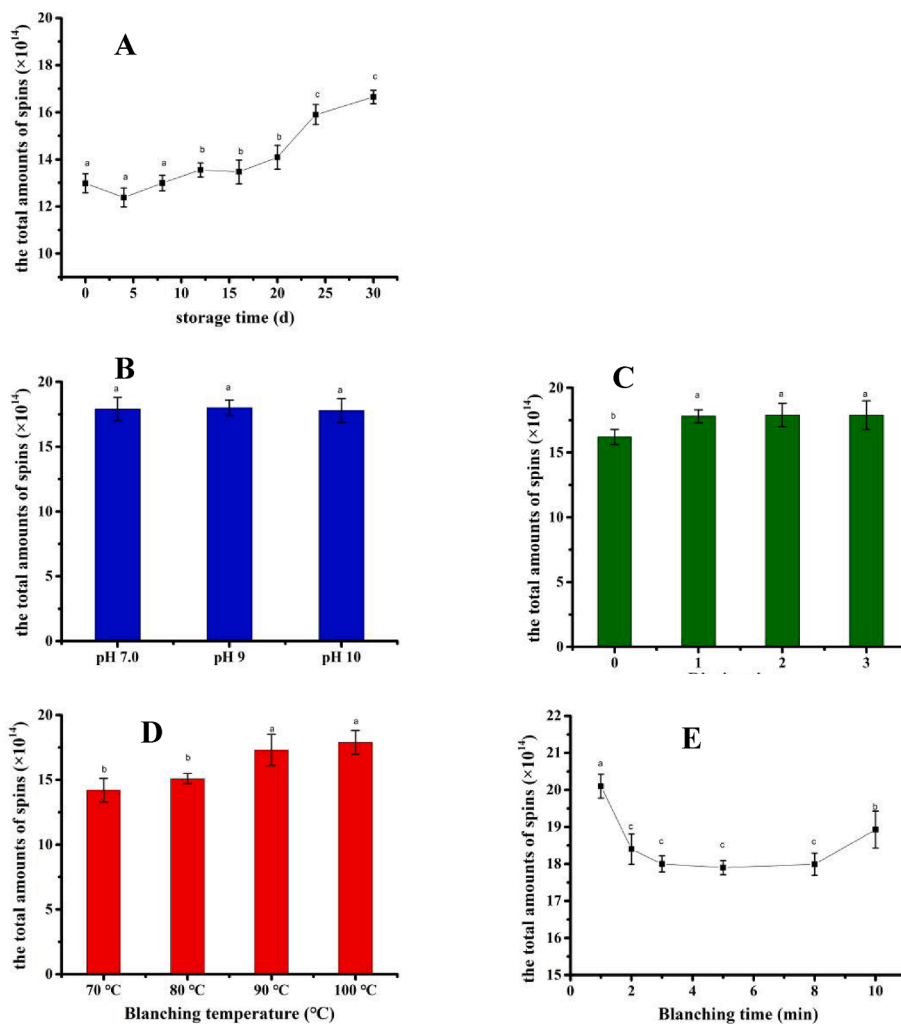 A
the total amounts of spins (×10¹⁴)
20
18
16
14
12
10
a
a
a
b
b
b
c
c
0 5 10 15 20 25 30
storage time (d)
B
the total amounts of spins (×10¹⁴)
20
15
10
5
0
a a a
pH 7.0 pH 9 pH 10
C
the total amounts of spins (×10¹⁴)
20
15
10
5
0
b a a a
0 1 2 3
D
the total amounts of spins (×10¹⁴)
20
15
10
5
0
b b a a
70 ℃ 80 ℃ 90 ℃ 100 ℃
Blanching temperature (℃)
E
the total amounts of spins (×10¹⁴)
22
21
20
19
18
17
16
15
a
c
c
c
c
b
0 2 4 6 8 10
Blanching time (min)